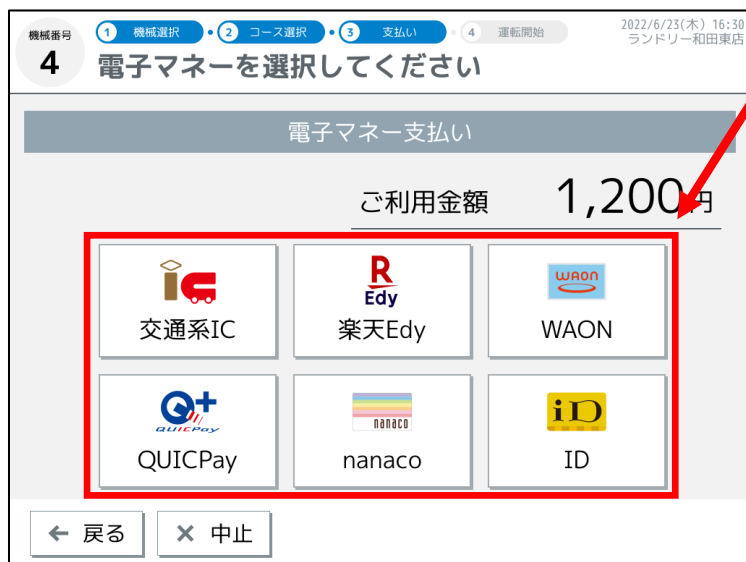 機械番号
4
1 機械選択 2 コース選択 3 支払い 4 運転開始
2022/6/23(木) 16:30
ランドリー和田東店
電子マネーを選択してください
電子マネー支払い
ご利用金額 1,200円
ic
交通系IC
R
Edy
楽天Edy
WAON
WAON
Q+
QUICPay
QUICPay
nanaco
nanaco
iD
ID
← 戻る
× 中止